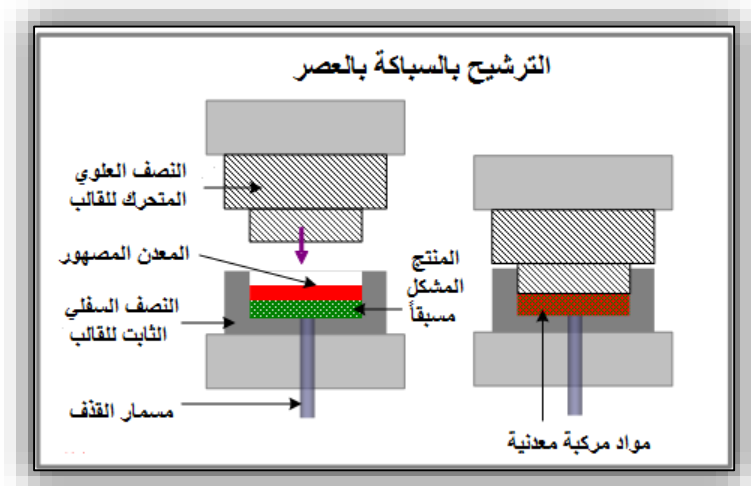 الترشيح بالسباكة بالعصر
النصف العلوي
المتحرك للقالب
المعدن المصهور
النصف السفلي
الثابت للقالب
مسمار القذف
المنتج
المشكل
مسبقاً
مواد مركبة معدنية